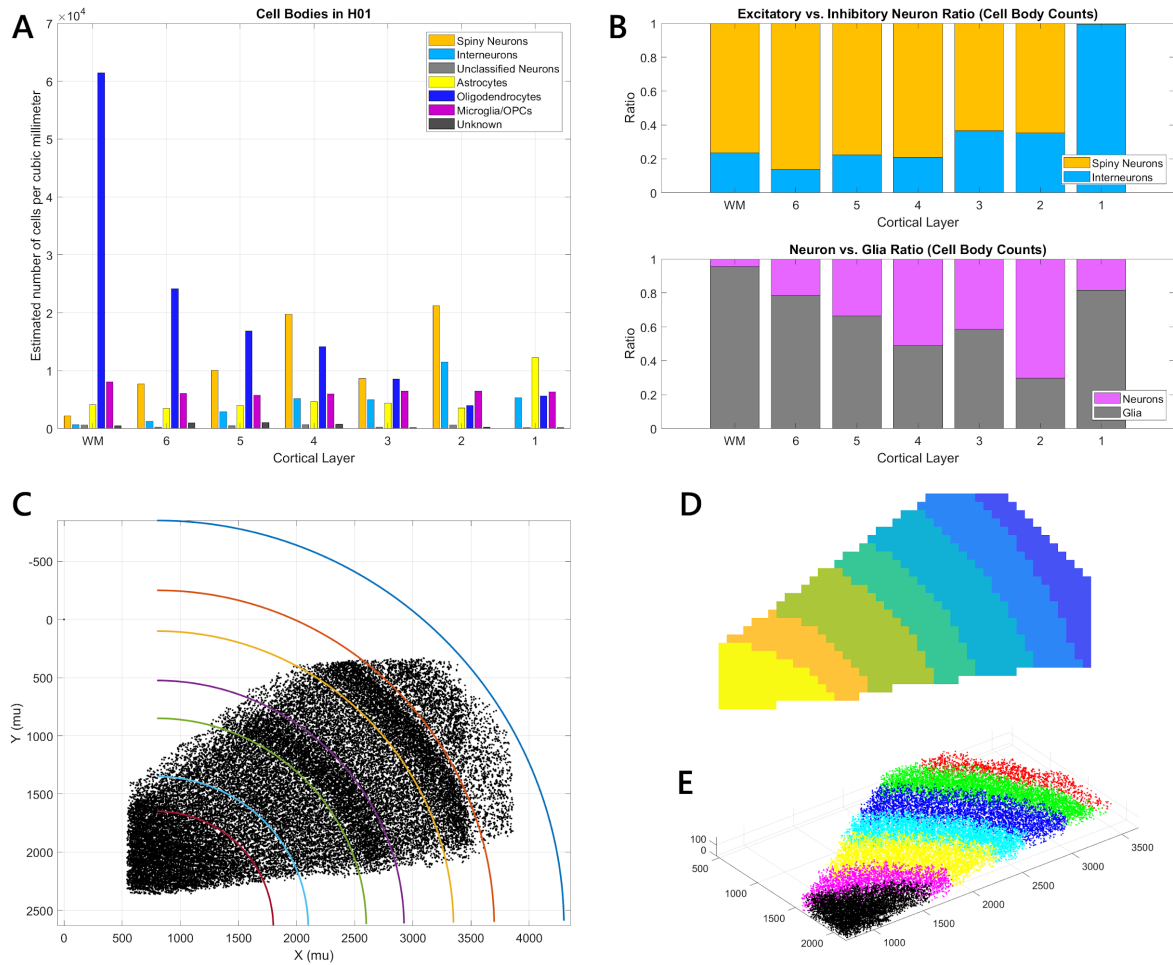 A
Cell Bodies in H01
7 ×10⁴
6
5
4
3
2
1
0
Estimated number of cells per cubic millimeter
Spiny Neurons
Interneurons
Unclassified Neurons
Astrocytes
Oligodendrocytes
Microglia/OPCs
Unknown
WM 6 5 4 3 2 1
Cortical Layer
B
Excitatory vs. Inhibitory Neuron Ratio (Cell Body Counts)
1
0.8
0.6
0.4
0.2
0
Ratio
Spiny Neurons
Interneurons
WM 6 5 4 3 2 1
Cortical Layer
Neuron vs. Glia Ratio (Cell Body Counts)
1
0.8
0.6
0.4
0.2
0
Ratio
Neurons
Glia
WM 6 5 4 3 2 1
Cortical Layer
C
-500
0
500
1000
1500
2000
2500
Y (mu)
0 500 1000 1500 2000 2500 3000 3500 4000
X (mu)
D
E
100
0
500
1000
1500
2000
1000
1500
2000
2500
3000
3500